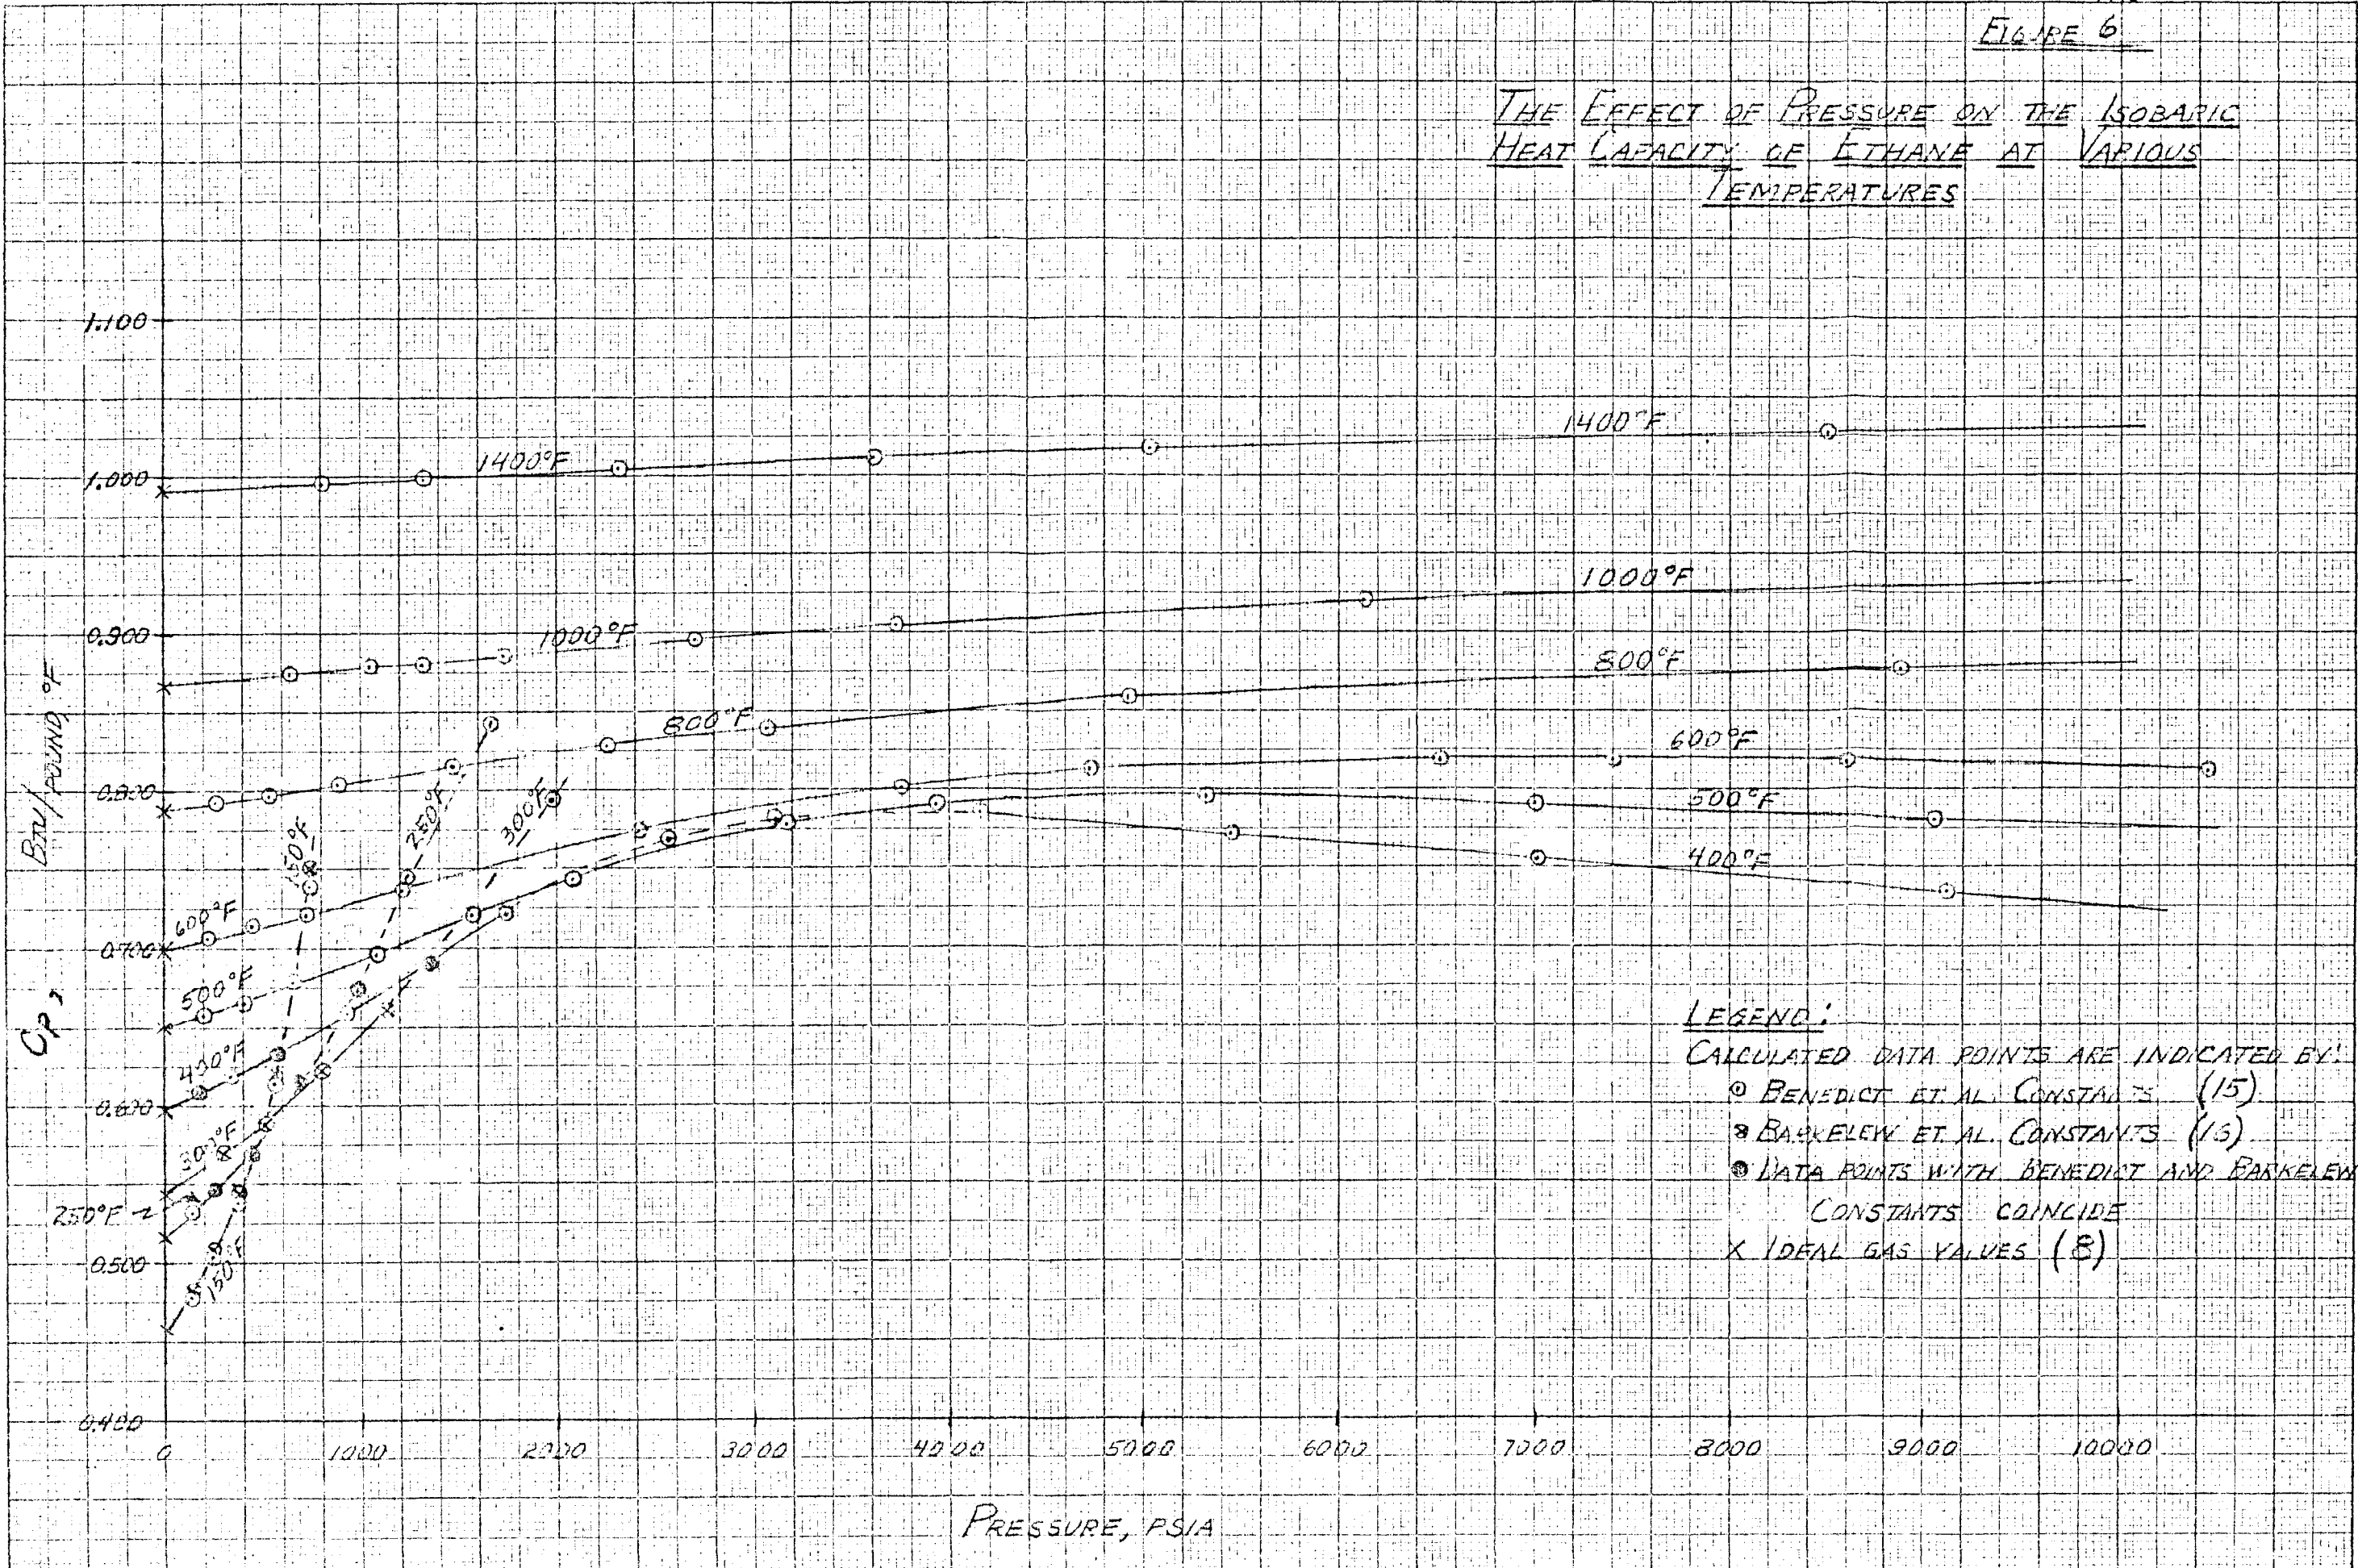 FIGURE 6
THE EFFECT OF PRESSURE ON THE ISOBARIC
HEAT CAPACITY OF ETHANE AT VARIOUS
TEMPERATURES
1.100
1.000
0.900
0.800
0.700
0.600
0.500
0.400
CP, BTU/POUND, °F
1400°F
1400°F
1000°F
1000°F
800°F
800°F
600°F
600°F
500°F
500°F
400°F
400°F
300°F
300°F
250°F
250°F
150°F
150°F
LEGEND:
CALCULATED DATA POINTS ARE INDICATED BY:
⊙ BENEDICT ET AL. CONSTANTS (15)
BARKELEW ET AL. CONSTANTS (16)
DATA POINTS WITH BENEDICT AND BARKELEW
CONSTANTS COINCIDE
X IDEAL GAS VALUES (8)
0 1000 2000 3000 4000 5000 6000 7000 8000 9000 10000
PRESSURE, PSIA